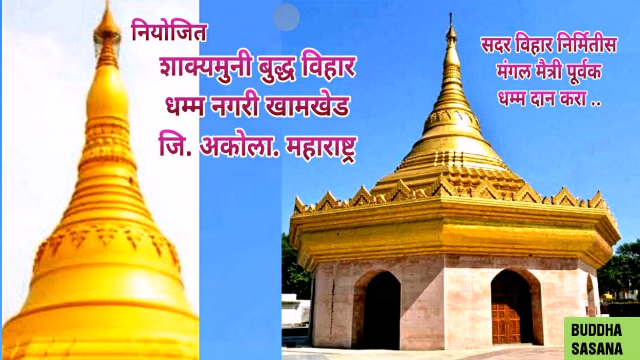 नियोजित
शाक्यमुनी बुद्ध विहार
धम्म नगरी खामखेड
जि. अकोला. महाराष्ट्र
सदर विहार निर्मितीस
मंगल मैत्री पूर्वक
धम्म दान करा ..
BUDDHA
SASANA